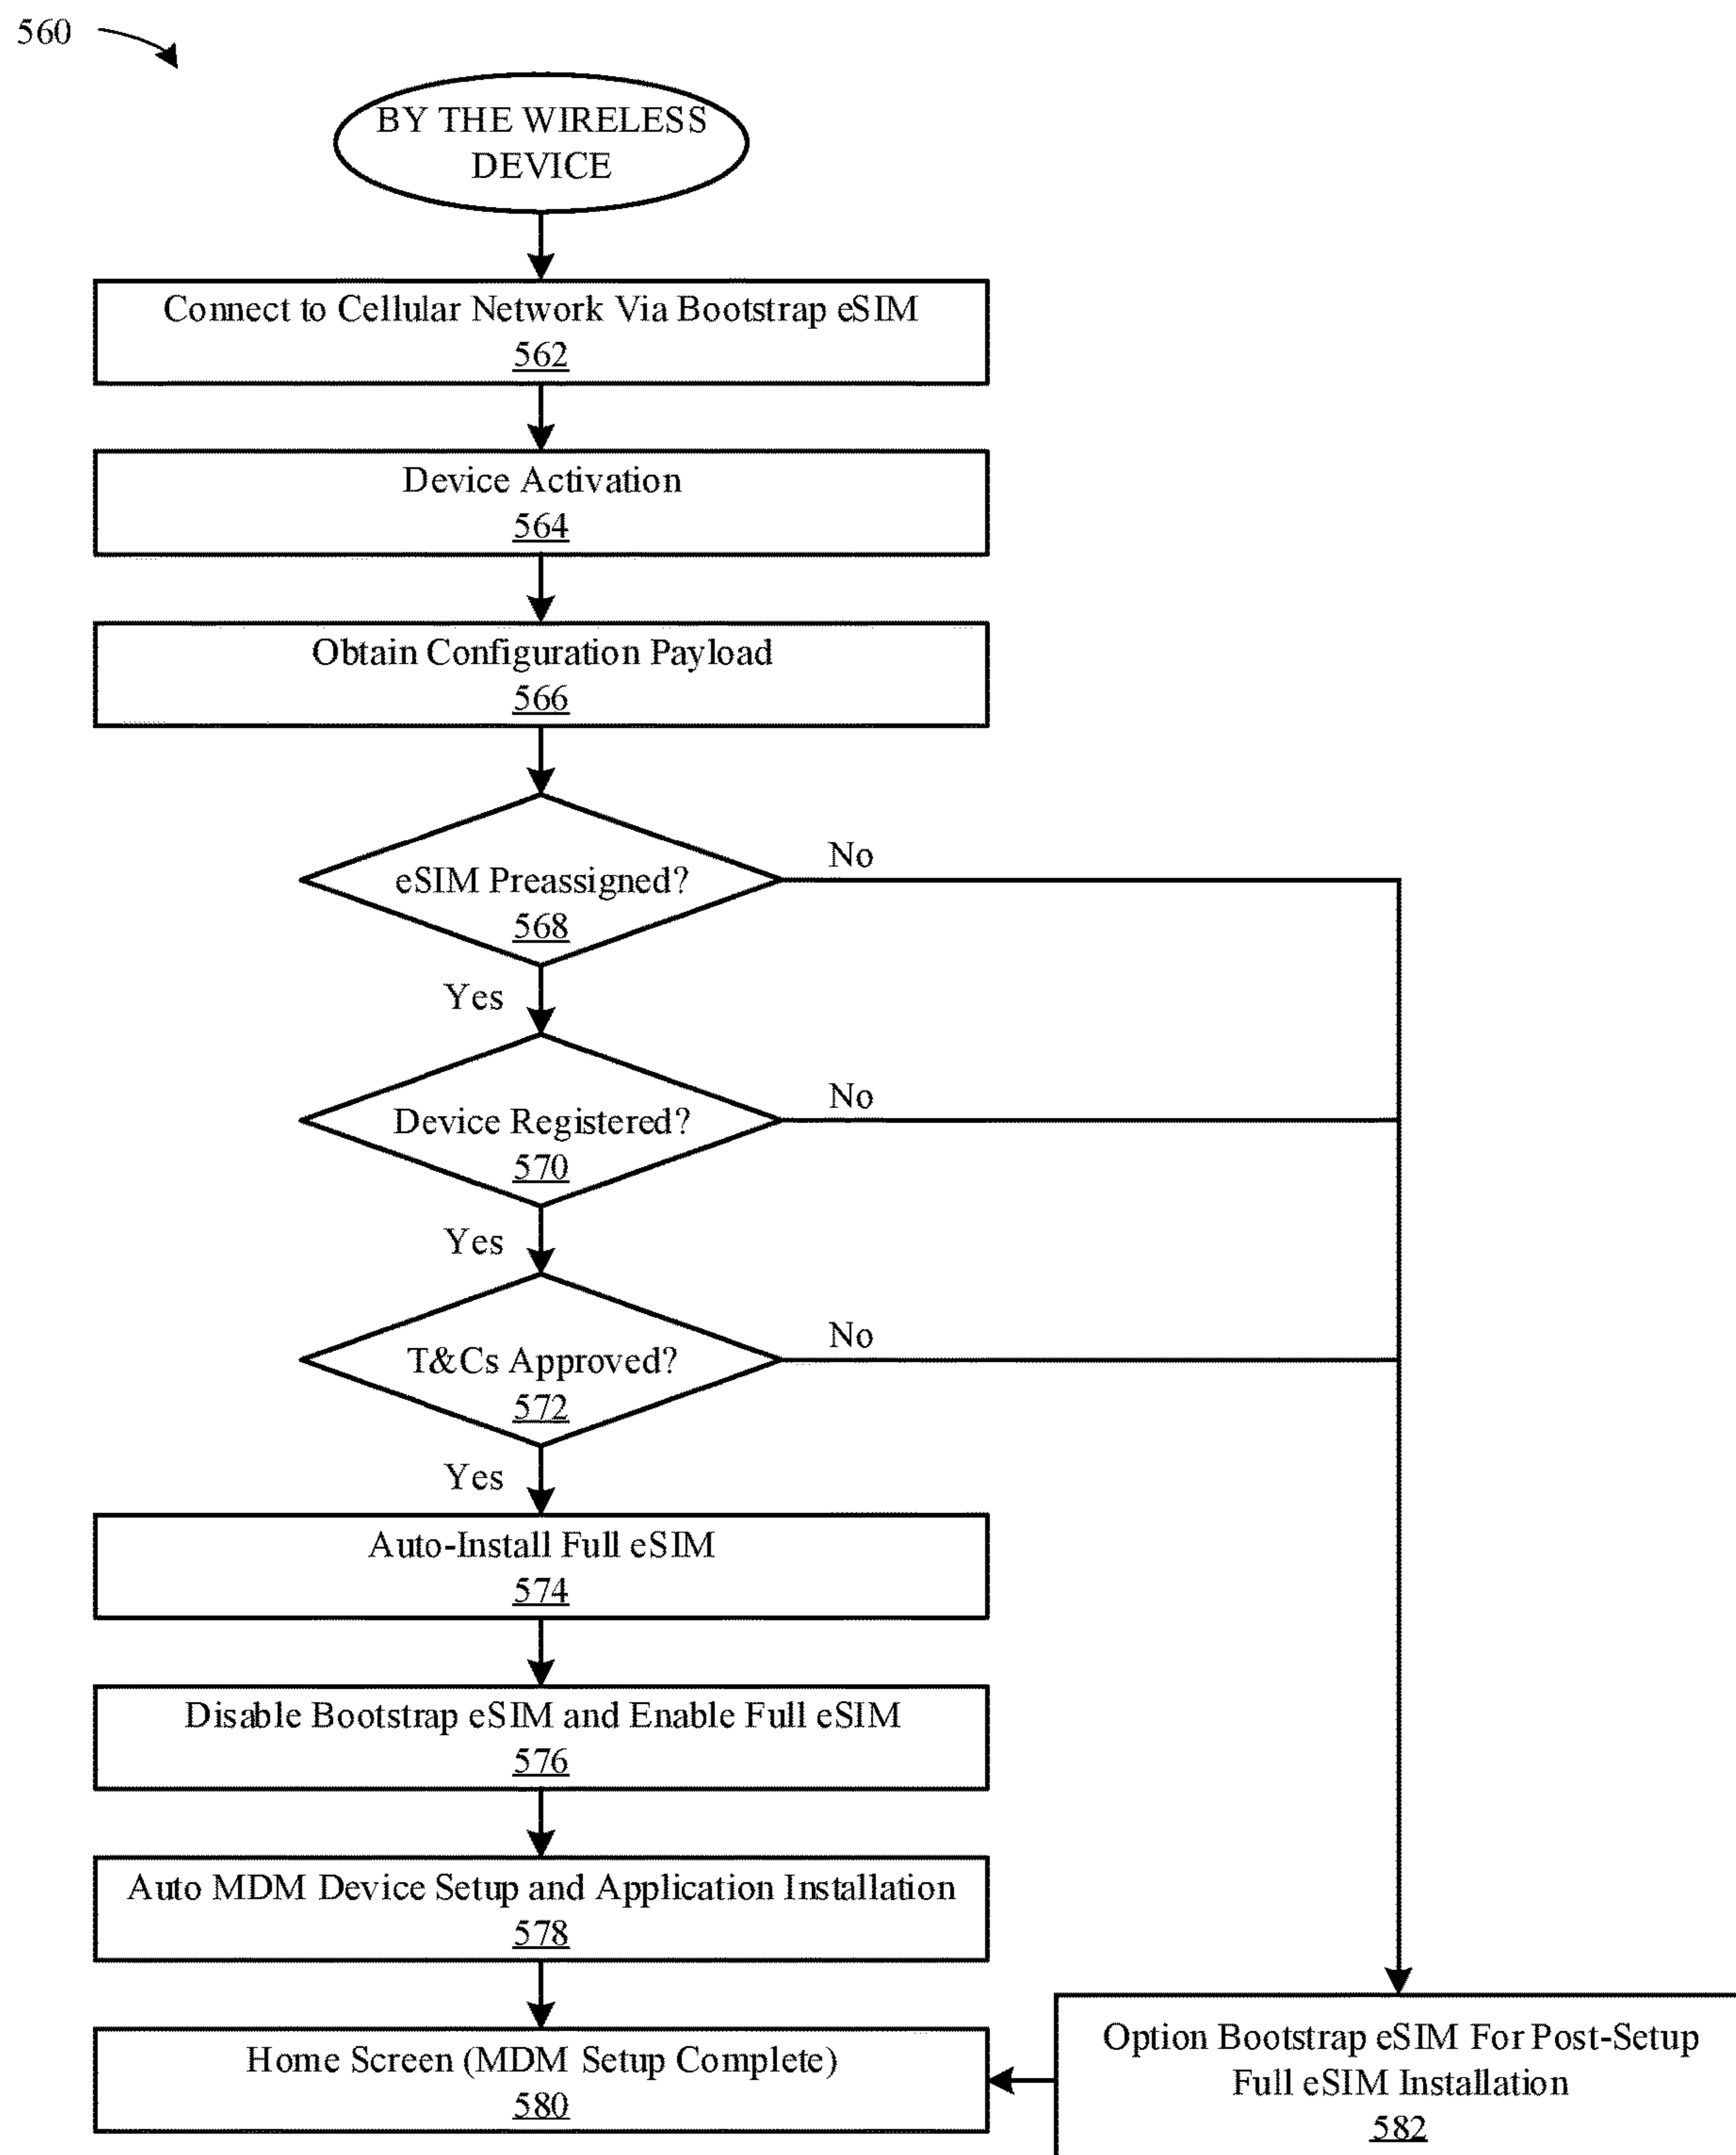 560
BY THE WIRELESS
DEVICE
Connect to Cellular Network Via Bootstrap eSIM
562
Device Activation
564
Obtain Configuration Payload
566
eSIM Preassigned?
568
No
Yes
Device Registered?
570
No
Yes
T&Cs Approved?
572
No
Yes
Auto-Install Full eSIM
574
Disable Bootstrap eSIM and Enable Full eSIM
576
Auto MDM Device Setup and Application Installation
578
Home Screen (MDM Setup Complete)
580
Option Bootstrap eSIM For Post-Setup
Full eSIM Installation
582